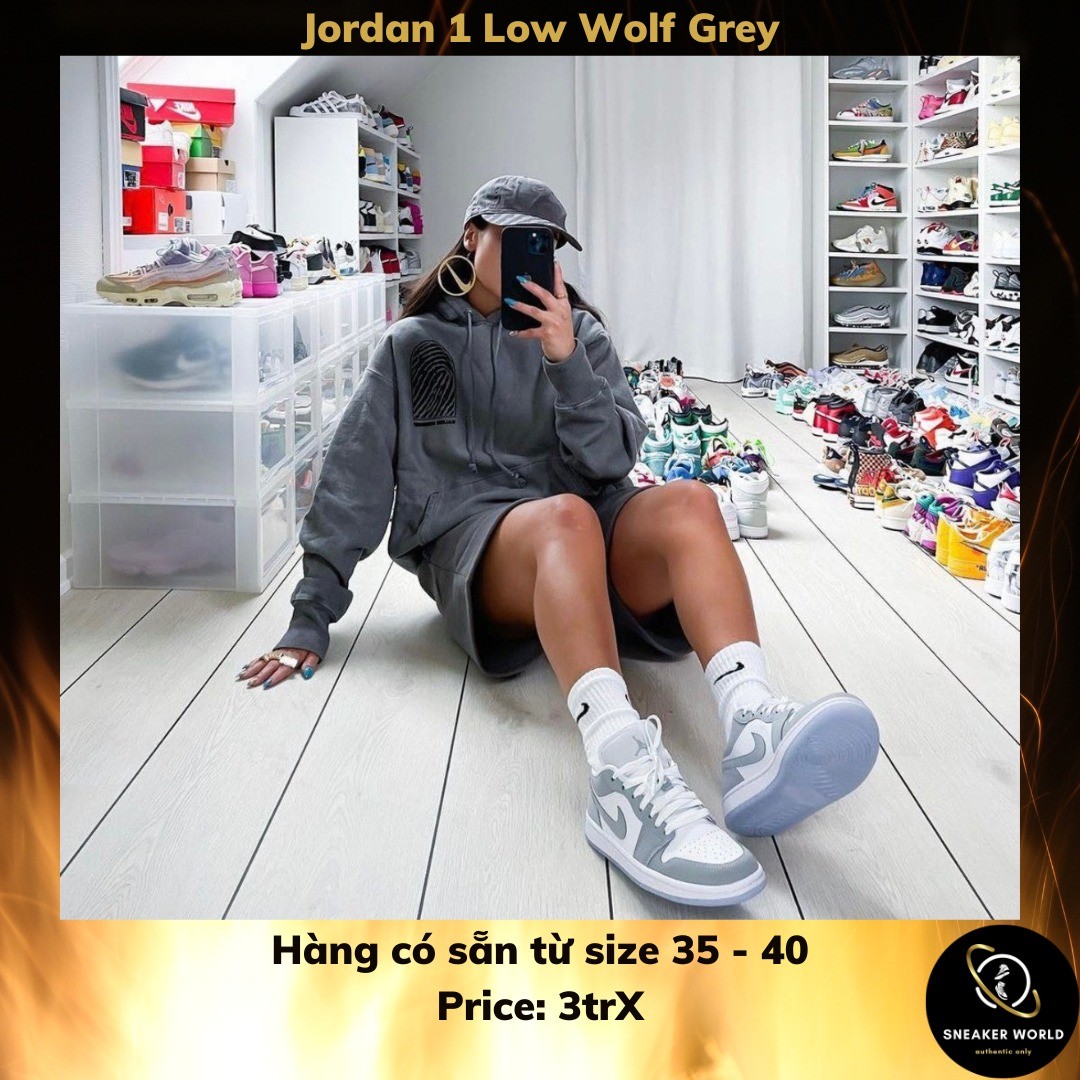 Jordan 1 Low Wolf Grey
Hàng có sẵn từ size 35 - 40
Price: 3trX
SNEAKER WORLD
authentic only